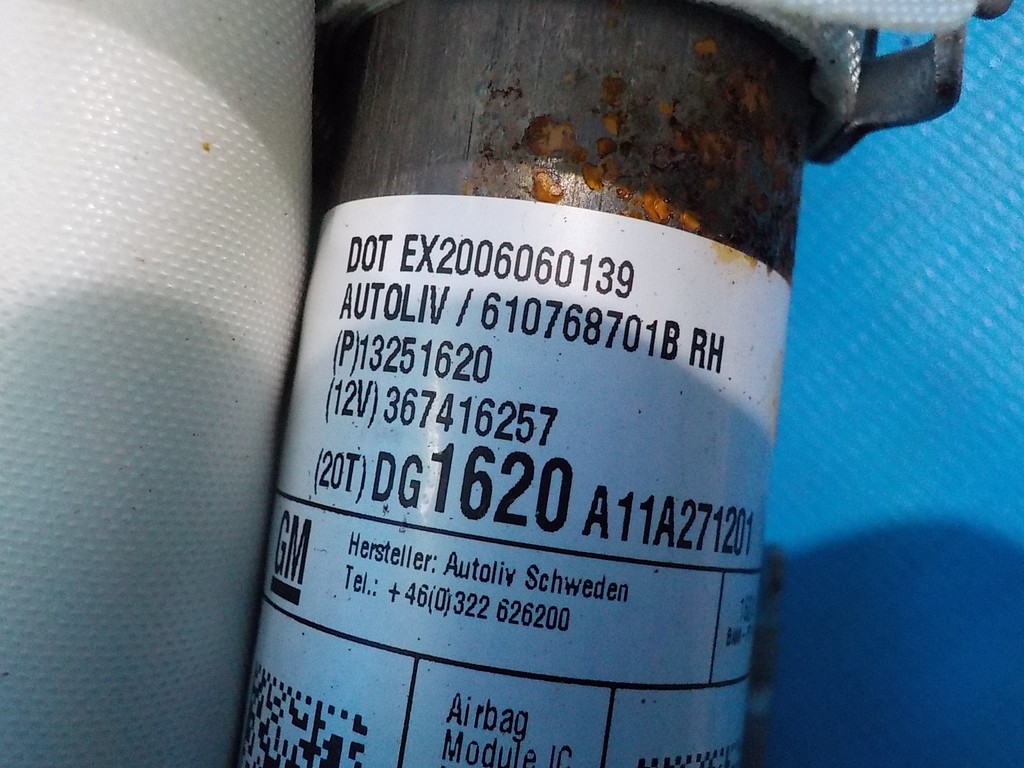 DOT EX2006060139
AUTOLIV / 610768701B RH
(P)13251620
(12V) 367416257
(20T) DG1620 A11A271201
GM
Hersteller: Autoliv Schweden
Tel.: +46(0)322 626200
Airbag
Module IC